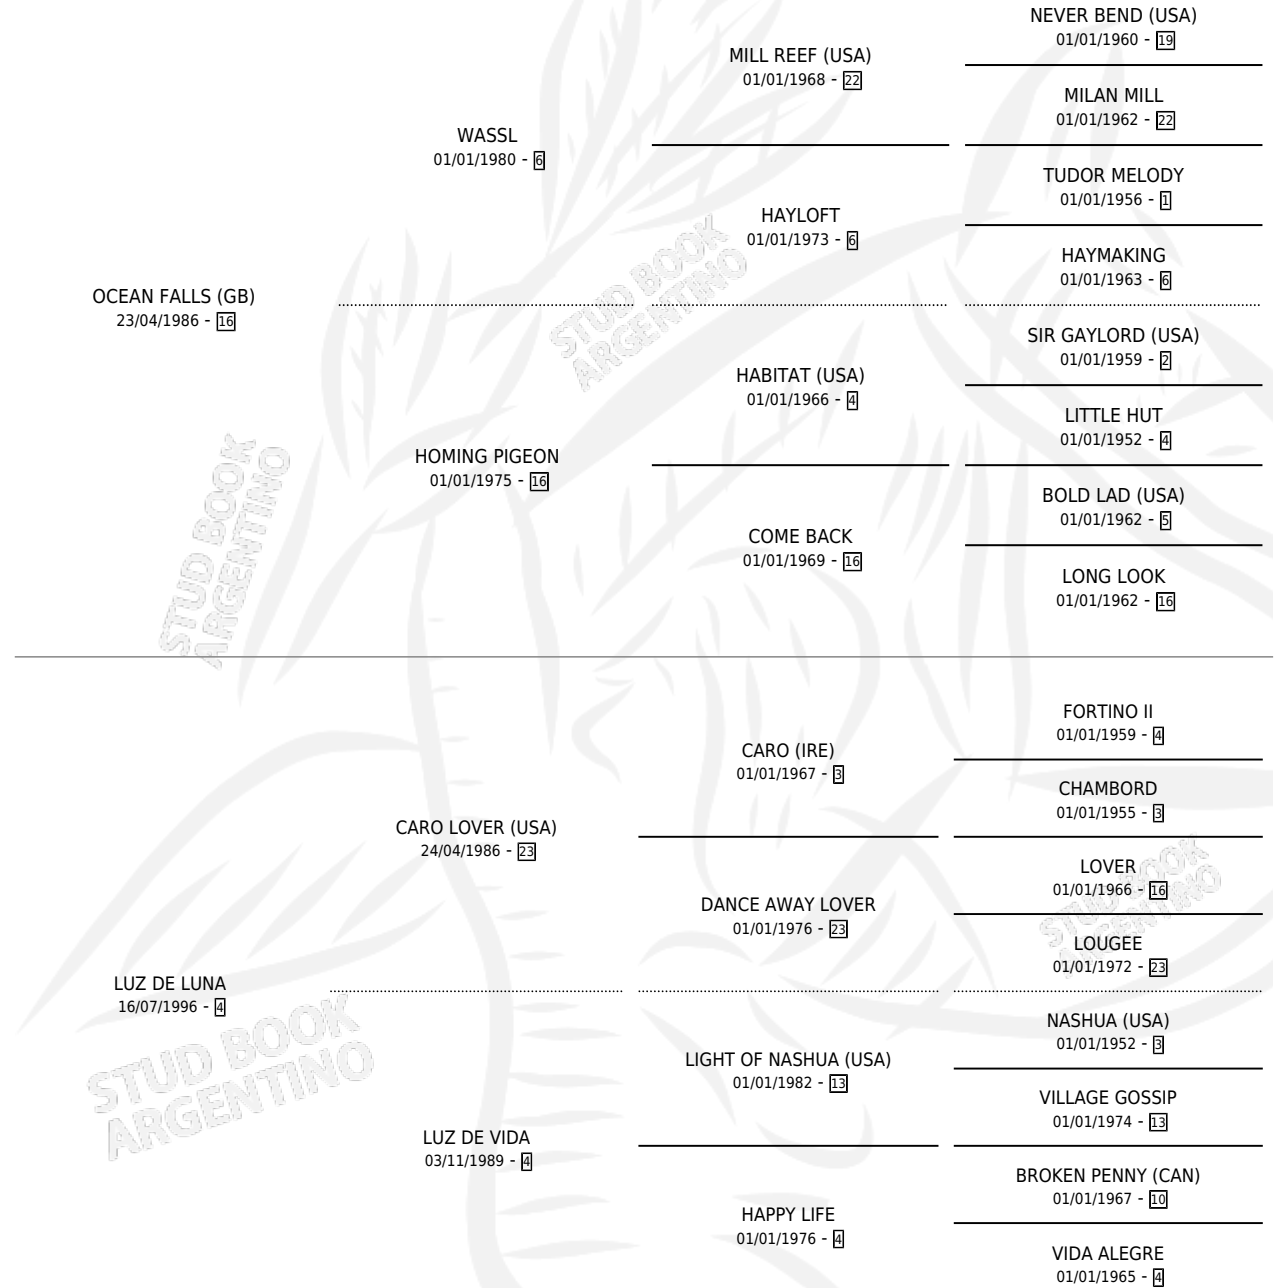 NEVER BEND (USA)
01/01/1960 - 19
MILL REEF (USA)
01/01/1968 - 22
MILAN MILL
01/01/1962 - 22
WASSL
01/01/1980 - 6
TUDOR MELODY
01/01/1956 - 1
HAYLOFT
01/01/1973 - 6
HAYMAKING
01/01/1963 - 6
OCEAN FALLS (GB)
23/04/1986 - 16
SIR GAYLORD (USA)
01/01/1959 - 2
HABITAT (USA)
01/01/1966 - 4
LITTLE HUT
01/01/1952 - 4
HOMING PIGEON
01/01/1975 - 16
BOLD LAD (USA)
01/01/1962 - 5
COME BACK
01/01/1969 - 16
LONG LOOK
01/01/1962 - 16
STUD BOOK
ARGENTINO
STUD BOOK
ARGENTINO
FORTINO II
01/01/1959 - 4
CARO (IRE)
01/01/1967 - 3
CHAMBORD
01/01/1955 - 3
CARO LOVER (USA)
24/04/1986 - 23
LOVER
01/01/1966 - 16
DANCE AWAY LOVER
01/01/1976 - 23
LOUGEE
01/01/1972 - 23
STUD BOOK
ARGENTINO
LUZ DE LUNA
16/07/1996 - 4
NASHUA (USA)
01/01/1952 - 3
LIGHT OF NASHUA (USA)
01/01/1982 - 13
VILLAGE GOSSIP
01/01/1974 - 13
LUZ DE VIDA
03/11/1989 - 4
BROKEN PENNY (CAN)
01/01/1967 - 10
HAPPY LIFE
01/01/1976 - 4
VIDA ALEGRE
01/01/1965 - 4
STUD BOOK
ARGENTINO